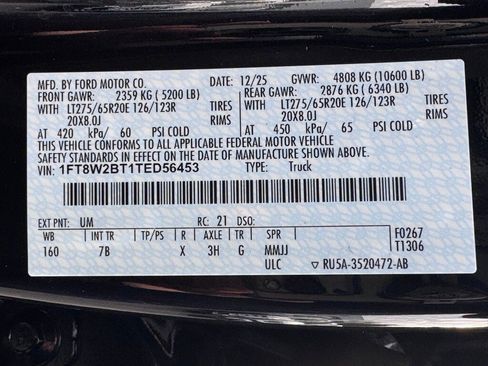 MFD. BY FORD MOTOR CO. 12/25 GVWR: 4808 KG (10600 LB)
FRONT GAWR: 2359 KG (5200 LB) REAR GAWR: 2876 KG (6340 LB)
LT275/65R20E 126/123R TIRES LT275/65R20E 126/123R TIRES
20X8.0J RIMS 20X8.0J RIMS
AT 420 kPa/ 60 PSI COLD AT 450 kPa/ 65 PSI COLD
THIS VEHICLE CONFORMS TO ALL APPLICABLE FEDERAL MOTOR VEHICLE
SAFETY STANDARDS IN EFFECT ON THE DATE OF MANUFACTURE SHOWN ABOVE.
VIN: 1FT8W2BT1TED56453 TYPE: Truck
EXT PNT: UM RC: 21 DSO:
WB INT TR TP/PS R AXLE TR SPR F0267
160 7B X 3H G MMJJ T1306
ULC ▽ RU5A-3520472-AB